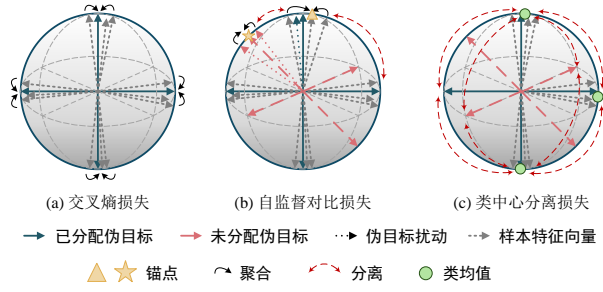 (a) 交叉熵损失 (b) 自监督对比损失 (c) 类中心分离损失
已分配伪目标 未分配伪目标 伪目标扰动 样本特征向量
锚点 聚合 分离 类均值